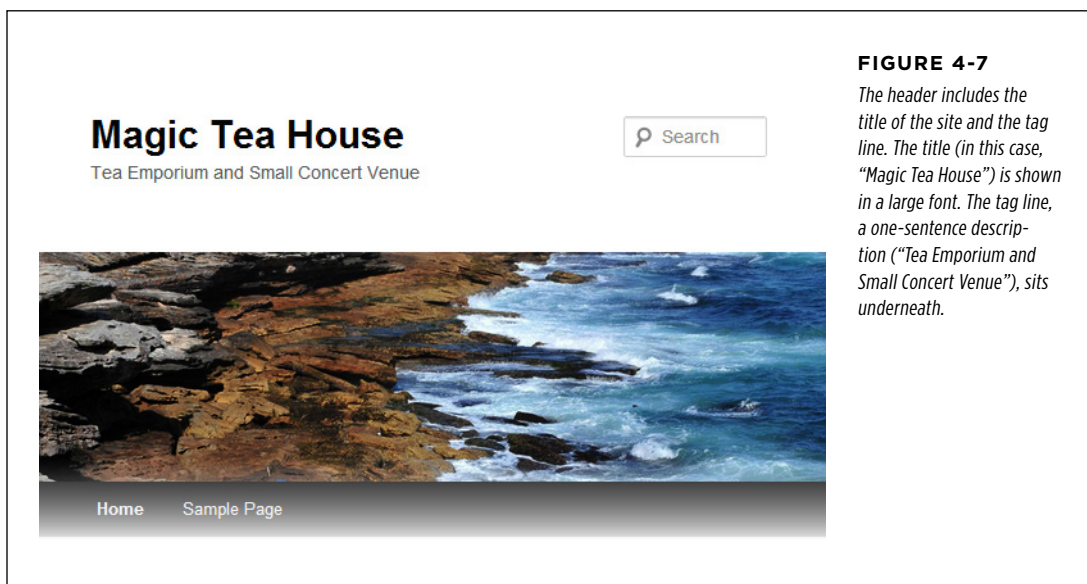 Magic Tea House
Tea Emporium and Small Concert Venue
Search
Home Sample Page
FIGURE 4-7
The header includes the
title of the site and the tag
line. The title (in this case,
“Magic Tea House”) is shown
in a large font. The tag line,
a one-sentence descrip-
tion (“Tea Emporium and
Small Concert Venue”), sits
underneath.